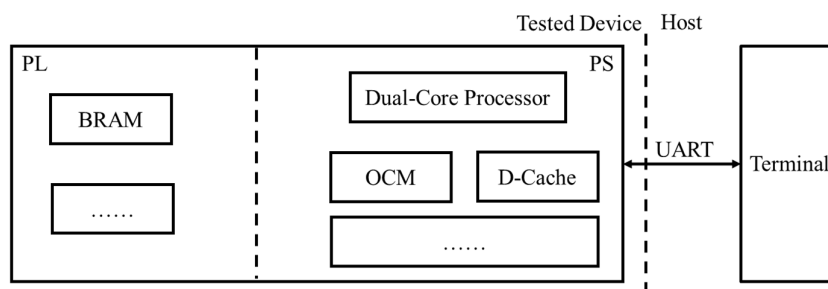 Tested Device
Host
PL
PS
Dual-Core Processor
BRAM
UART
OCM
D-Cache
Terminal
……
……